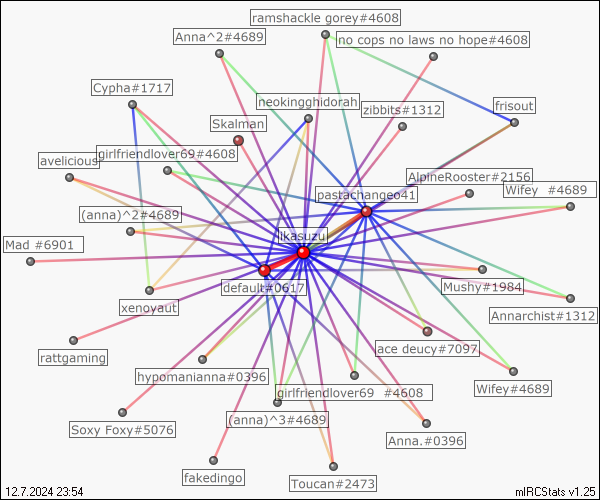 ramshackle gorey#4608
Anna^2#4689
no cops no laws no hope#4608
Cypha#1717
neokingghidorah
zibbits#1312
frisout
Skalman
avelicious
girlfriendlover69#4608
AlpineRooster#2156
Wifey  #4689
pastachangeo41
(anna)^2#4689
ikasuzu
Mad #6901
default#0617
Mushy#1984
xenoyaut
Annarchist#1312
rattgaming
ace deucy#7097
hypomanianna#0396
girlfriendlover69  #4608
Wifey#4689
Soxy Foxy#5076
(anna)^3#4689
Anna.#0396
fakedingo
Toucan#2473
12.7.2024 23:54
mIRCStats v1.25